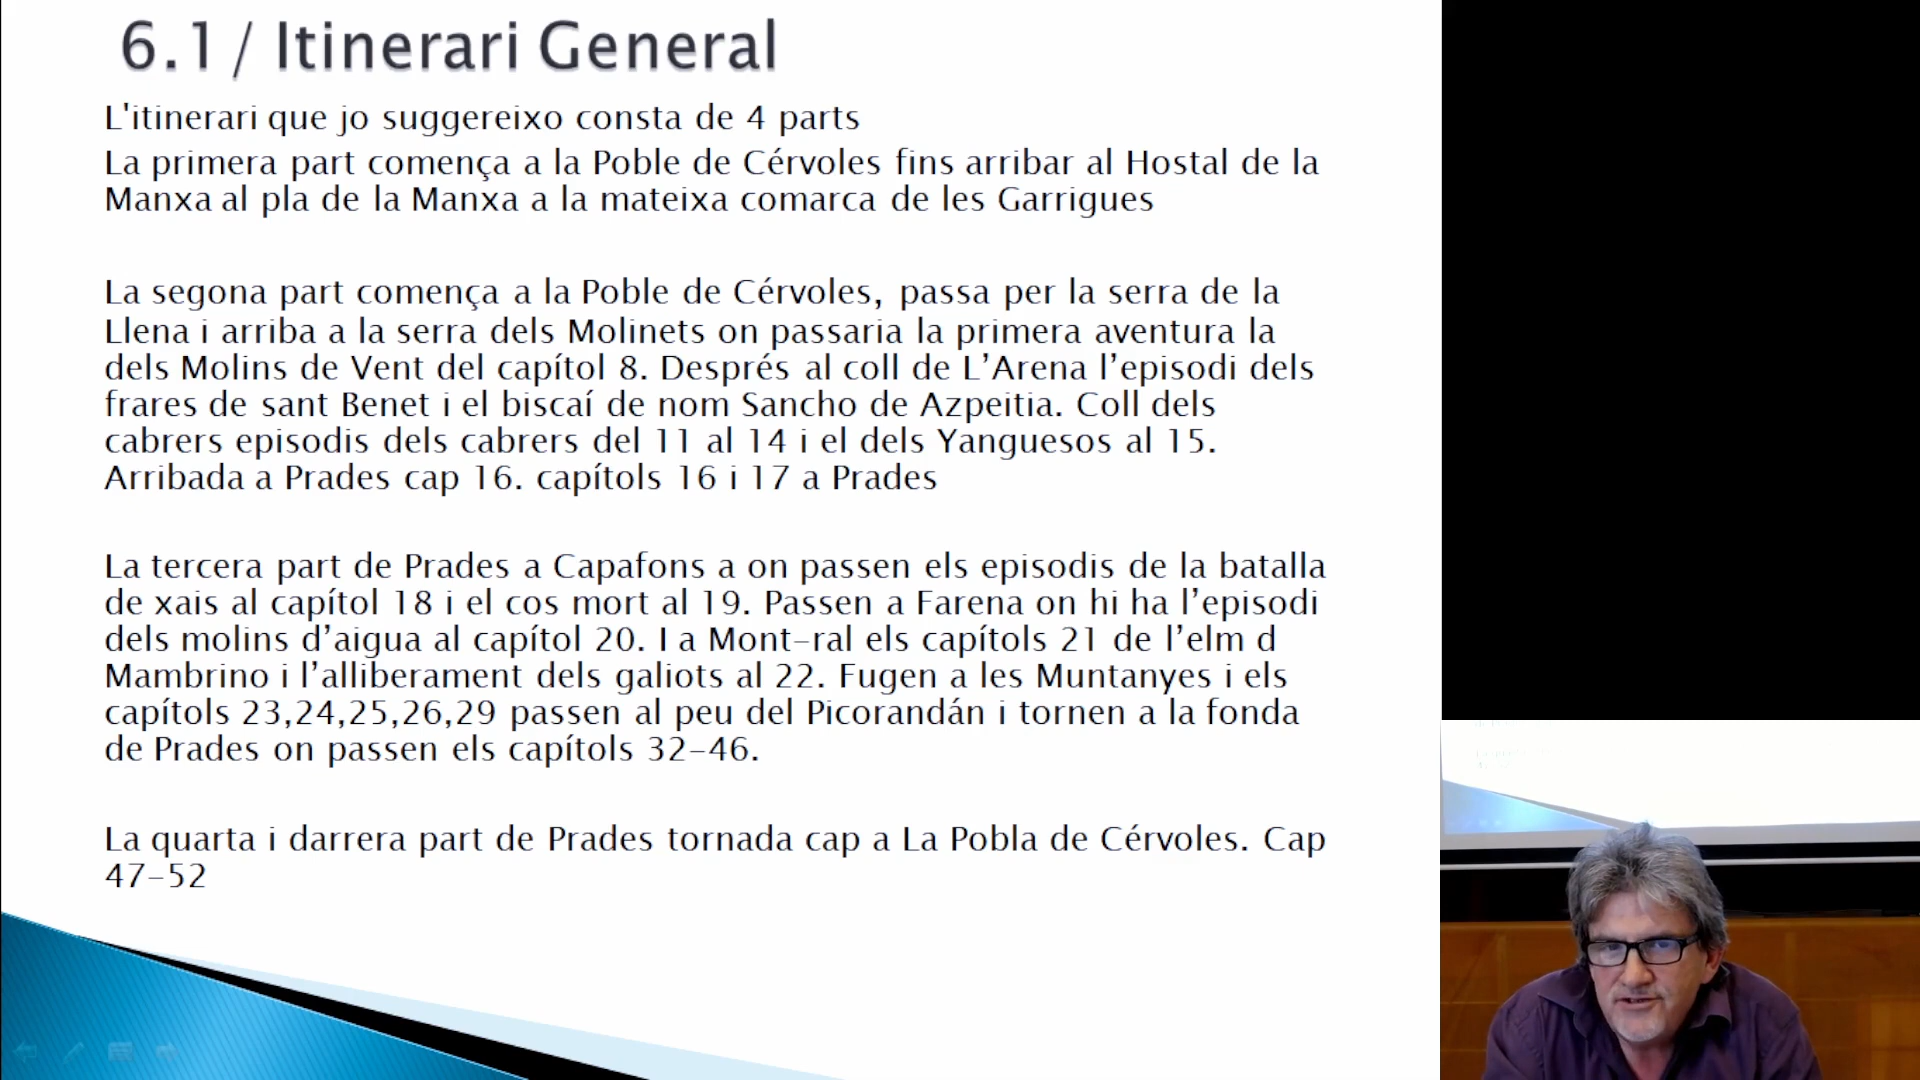 6.1/ Itinerari General
L'itinerari que jo suggereixo consta de 4 parts
La primera part comença a la Poble de Cérvoles fins arribar al Hostal de la
Manxa al pla de la Manxa a la mateixa comarca de les Garrigues
La segona part comença a la Poble de Cérvoles, passa per la serra de la
Llena i arriba a la serra dels Molinets on passaria la primera aventura la
dels Molins de Vent del capítol 8. Després al coll de L’Arena l’episodi dels
frares de sant Benet i el biscaí de nom Sancho de Azpeitia. Coll dels
cabrers episodis dels cabrers del 11 al 14 i el dels Yanguesos al 15.
Arribada a Prades cap 16. capítols 16 i 17 a Prades
La tercera part de Prades a Capafons a on passen els episodis de la batalla
de xais al capítol 18 i el cos mort al 19. Passen a Farena on hi ha l’episodi
dels molins d’aigua al capítol 20. I a Mont-ral els capítols 21 de l’elm d
Mambrino i l’alliberament dels galiots al 22. Fugen a les Muntanyes i els
capítols 23,24,25,26,29 passen al peu del Picorandán i tornen a la fonda
de Prades on passen els capítols 32-46.
La quarta i darrera part de Prades tornada cap a La Pobla de Cérvoles. Cap
47-52